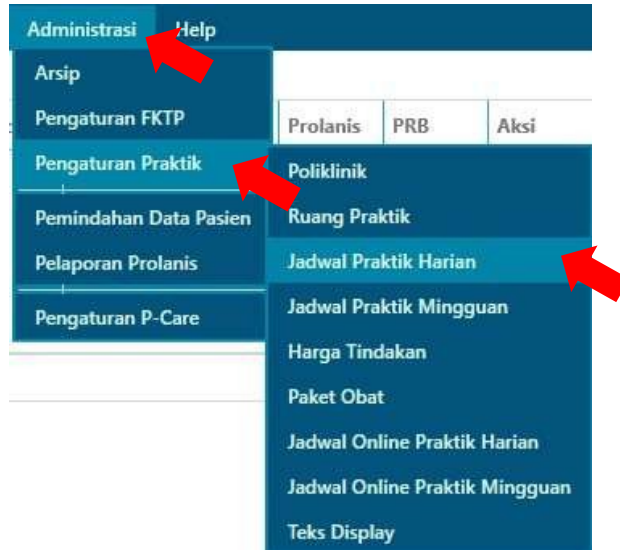 Administrasi Help
Arsip
Pengaturan FKTP
Prolanis PRB Aksi
Pengaturan Praktik
Poliklinik
Pemindahan Data Pasien
Ruang Praktik
Pelaporan Prolanis
Jadwal Praktik Harian
Pengaturan P-Care
Jadwal Praktik Mingguan
Harga Tindakan
Paket Obat
Jadwal Online Praktik Harian
Jadwal Online Praktik Mingguan
Teks Display